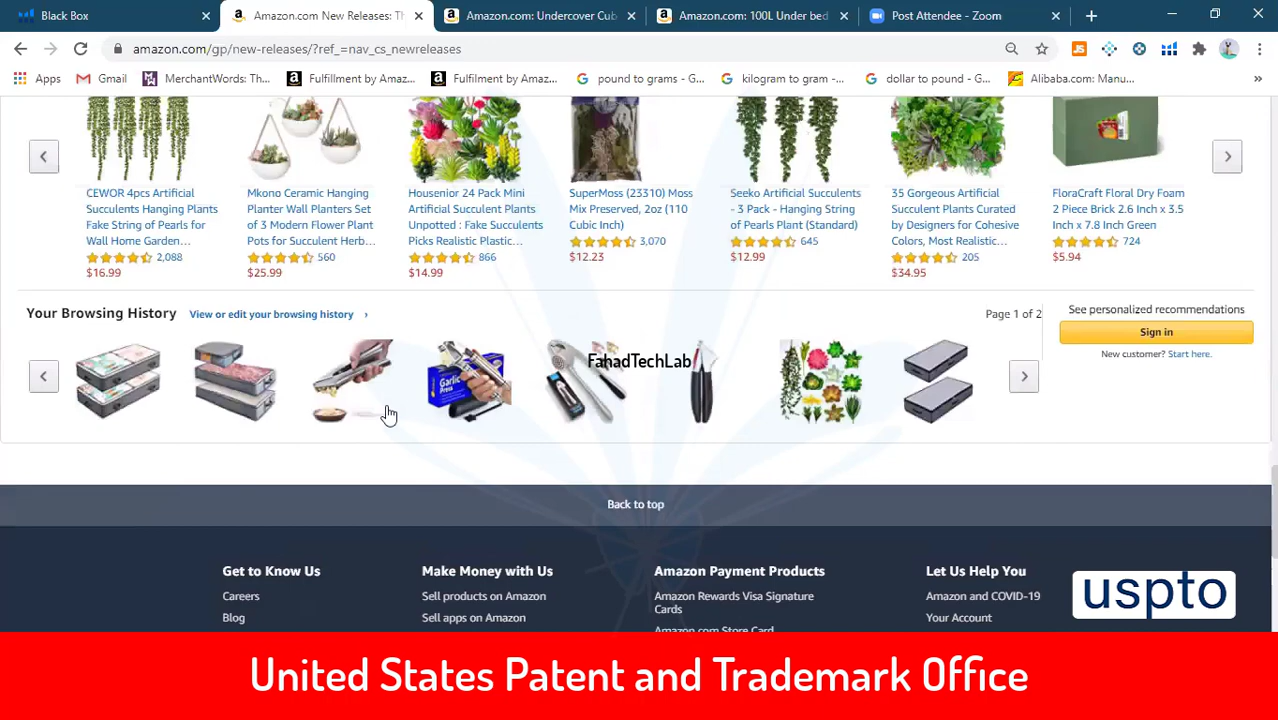 Black Box
Amazon.com New Releases: Th
Amazon.com: Undercover Cub
Amazon.com: 100L Under bed
Post Attendee - Zoom
amazon.com/gp/new-releases/?ref_=nav_cs_newreleases
Apps
Gmail
MerchantWords: Th...
Fulfillment by Amaz...
Fulfilment by Amaz...
pound to grams - G...
kilogram to gram -...
dollar to pound - G...
Alibaba.com: Manu...
CEWOR 4pcs Artificial
Succulents Hanging Plants
Fake String of Pearls for
Wall Home Garden...
2,088
$16.99
Mkono Ceramic Hanging
Planter Wall Planters Set
of 3 Modern Flower Plant
Pots for Succulent Herb...
560
$25.99
Housenior 24 Pack Mini
Artificial Succulent Plants
Unpotted : Fake Succulents
Picks Realistic Plastic...
866
$14.99
SuperMoss (23310) Moss
Mix Preserved, 2oz (110
Cubic Inch)
3,070
$12.23
Seeko Artificial Succulents
- 3 Pack - Hanging String
of Pearls Plant (Standard)
645
$12.99
35 Gorgeous Artificial
Succulent Plants Curated
by Designers for Cohesive
Colors, Most Realistic...
205
$34.95
FloraCraft Floral Dry Foam
2 Piece Brick 2.6 Inch x 3.5
Inch x 7.8 Inch Green
724
$5.94
Your Browsing History
View or edit your browsing history ›
Page 1 of 2
See personalized recommendations
Sign in
New customer? Start here.
Garlic
FahadTechLab
Back to top
Get to Know Us
Careers
Blog
Make Money with Us
Sell products on Amazon
Sell apps on Amazon
Amazon Payment Products
Amazon Rewards Visa Signature
Cards
Amazon.com Store Card
Let Us Help You
Amazon and COVID-19
Your Account
uspto
United States Patent and Trademark Office